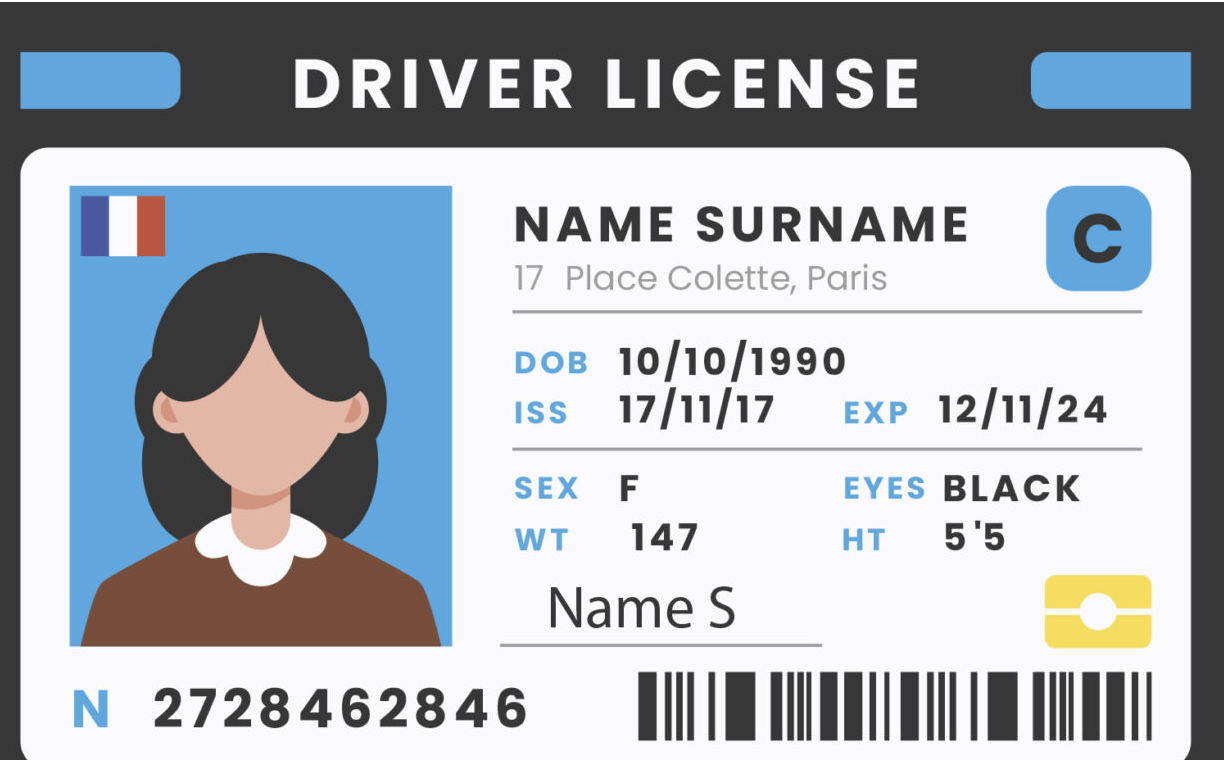 DRIVER LICENSE
NAME SURNAME
C
17 Place Colette, Paris
DOB 10/10/1990
ISS 17/11/17 EXP 12/11/24
SEX F EYES BLACK
WT 147 HT 5'5
Name S
N 2728462846